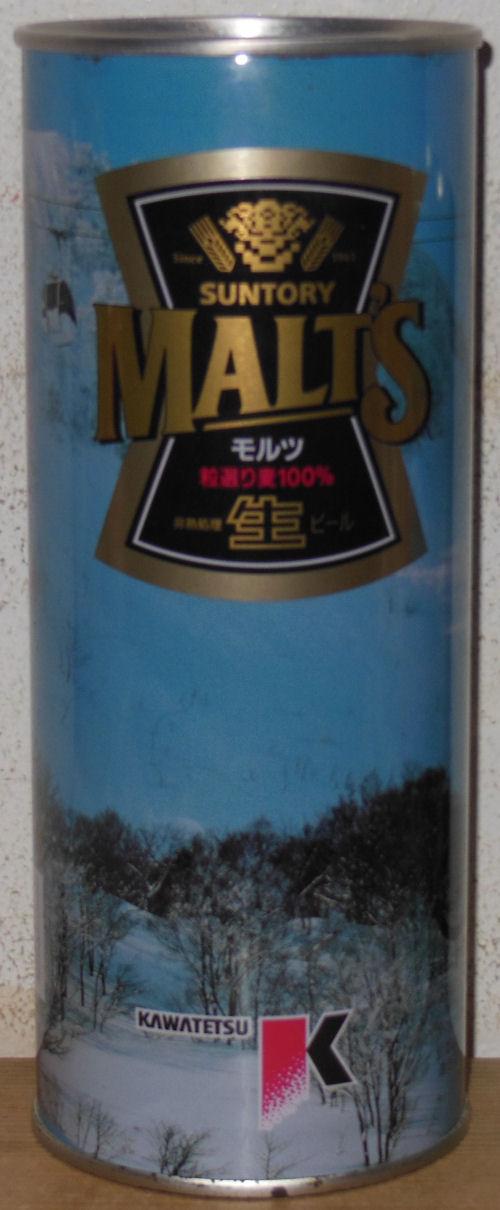 Since 1963
SUNTORY
MALT'S
モルツ
粒選り麦100%
非熱処理 生 ビール
KAWATETSU
K